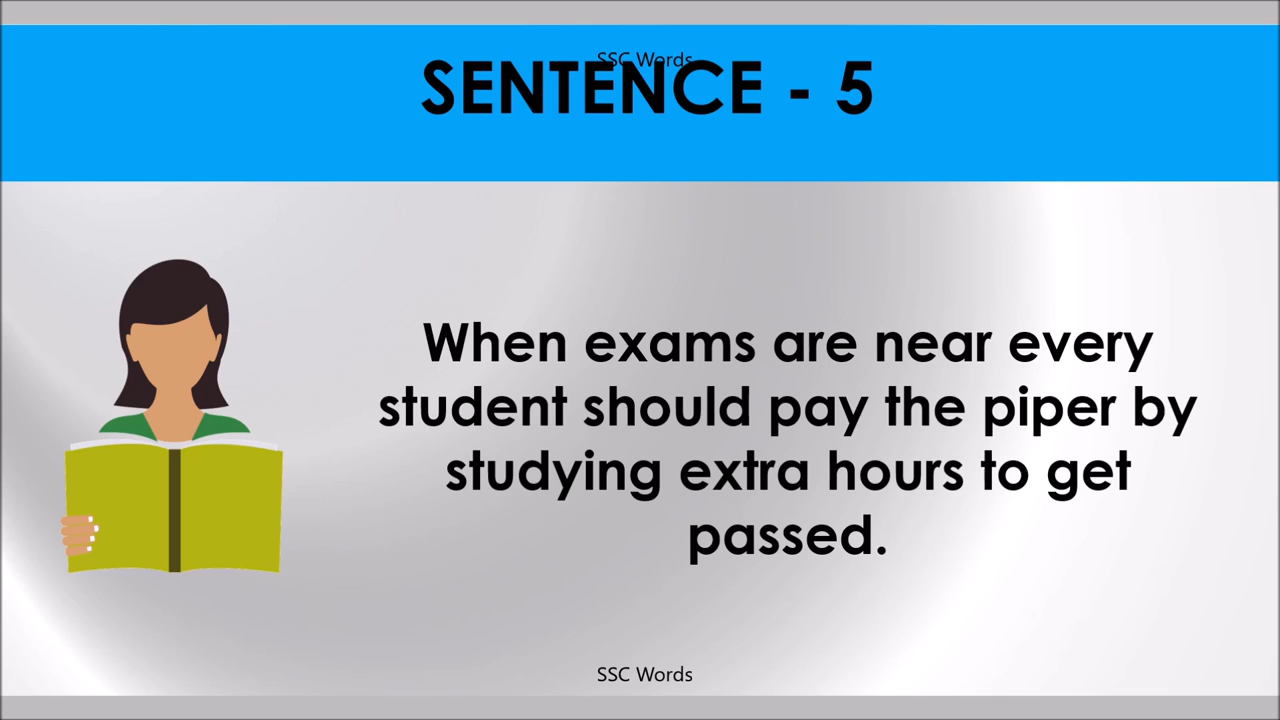 SSC Words
SENTENCE - 5
When exams are near every
student should pay the piper by
studying extra hours to get
passed.
SSC Words